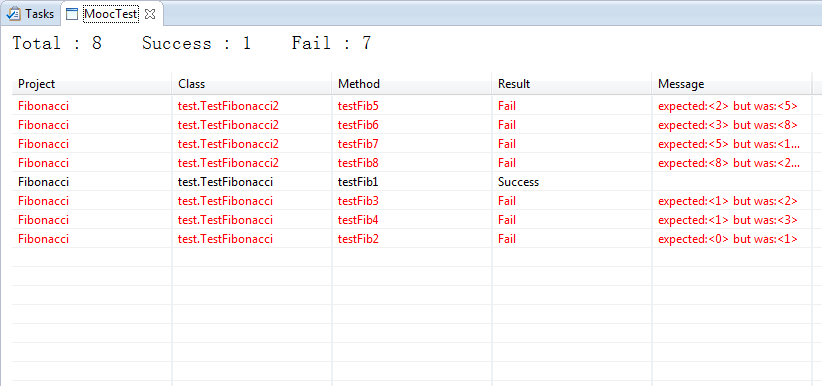 Tasks MoocTest
Total : 8 Success : 1 Fail : 7
Project Class Method Result Message
Fibonacci test.TestFibonacci2 testFib5 Fail expected:<2> but was:<5>
Fibonacci test.TestFibonacci2 testFib6 Fail expected:<3> but was:<8>
Fibonacci test.TestFibonacci2 testFib7 Fail expected:<5> but was:<1...
Fibonacci test.TestFibonacci2 testFib8 Fail expected:<8> but was:<2...
Fibonacci test.TestFibonacci testFib1 Success
Fibonacci test.TestFibonacci testFib3 Fail expected:<1> but was:<2>
Fibonacci test.TestFibonacci testFib4 Fail expected:<1> but was:<3>
Fibonacci test.TestFibonacci testFib2 Fail expected:<0> but was:<1>